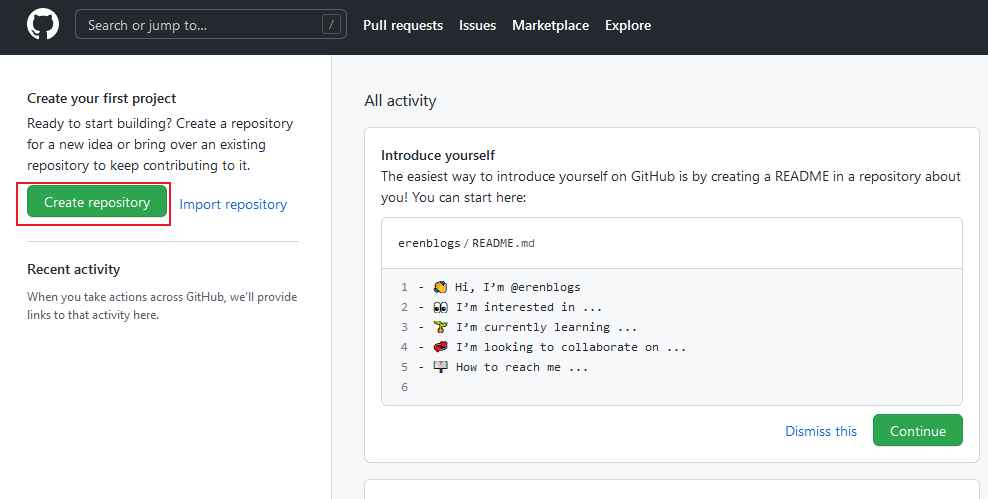 Search or jump to... / Pull requests Issues Marketplace Explore
Create your first project
Ready to start building? Create a repository
for a new idea or bring over an existing
repository to keep contributing to it.
Create repository Import repository
Recent activity
When you take actions across GitHub, we’ll provide
links to that activity here.
All activity
Introduce yourself
The easiest way to introduce yourself on GitHub is by creating a README in a repository about
you! You can start here:
erenblogs / README.md
1 - 👋 Hi, I’m @erenblogs
2 - 👀 I’m interested in ...
3 - 🌱 I’m currently learning ...
4 - 💞️ I’m looking to collaborate on ...
5 - 📫 How to reach me ...
6
Dismiss this Continue